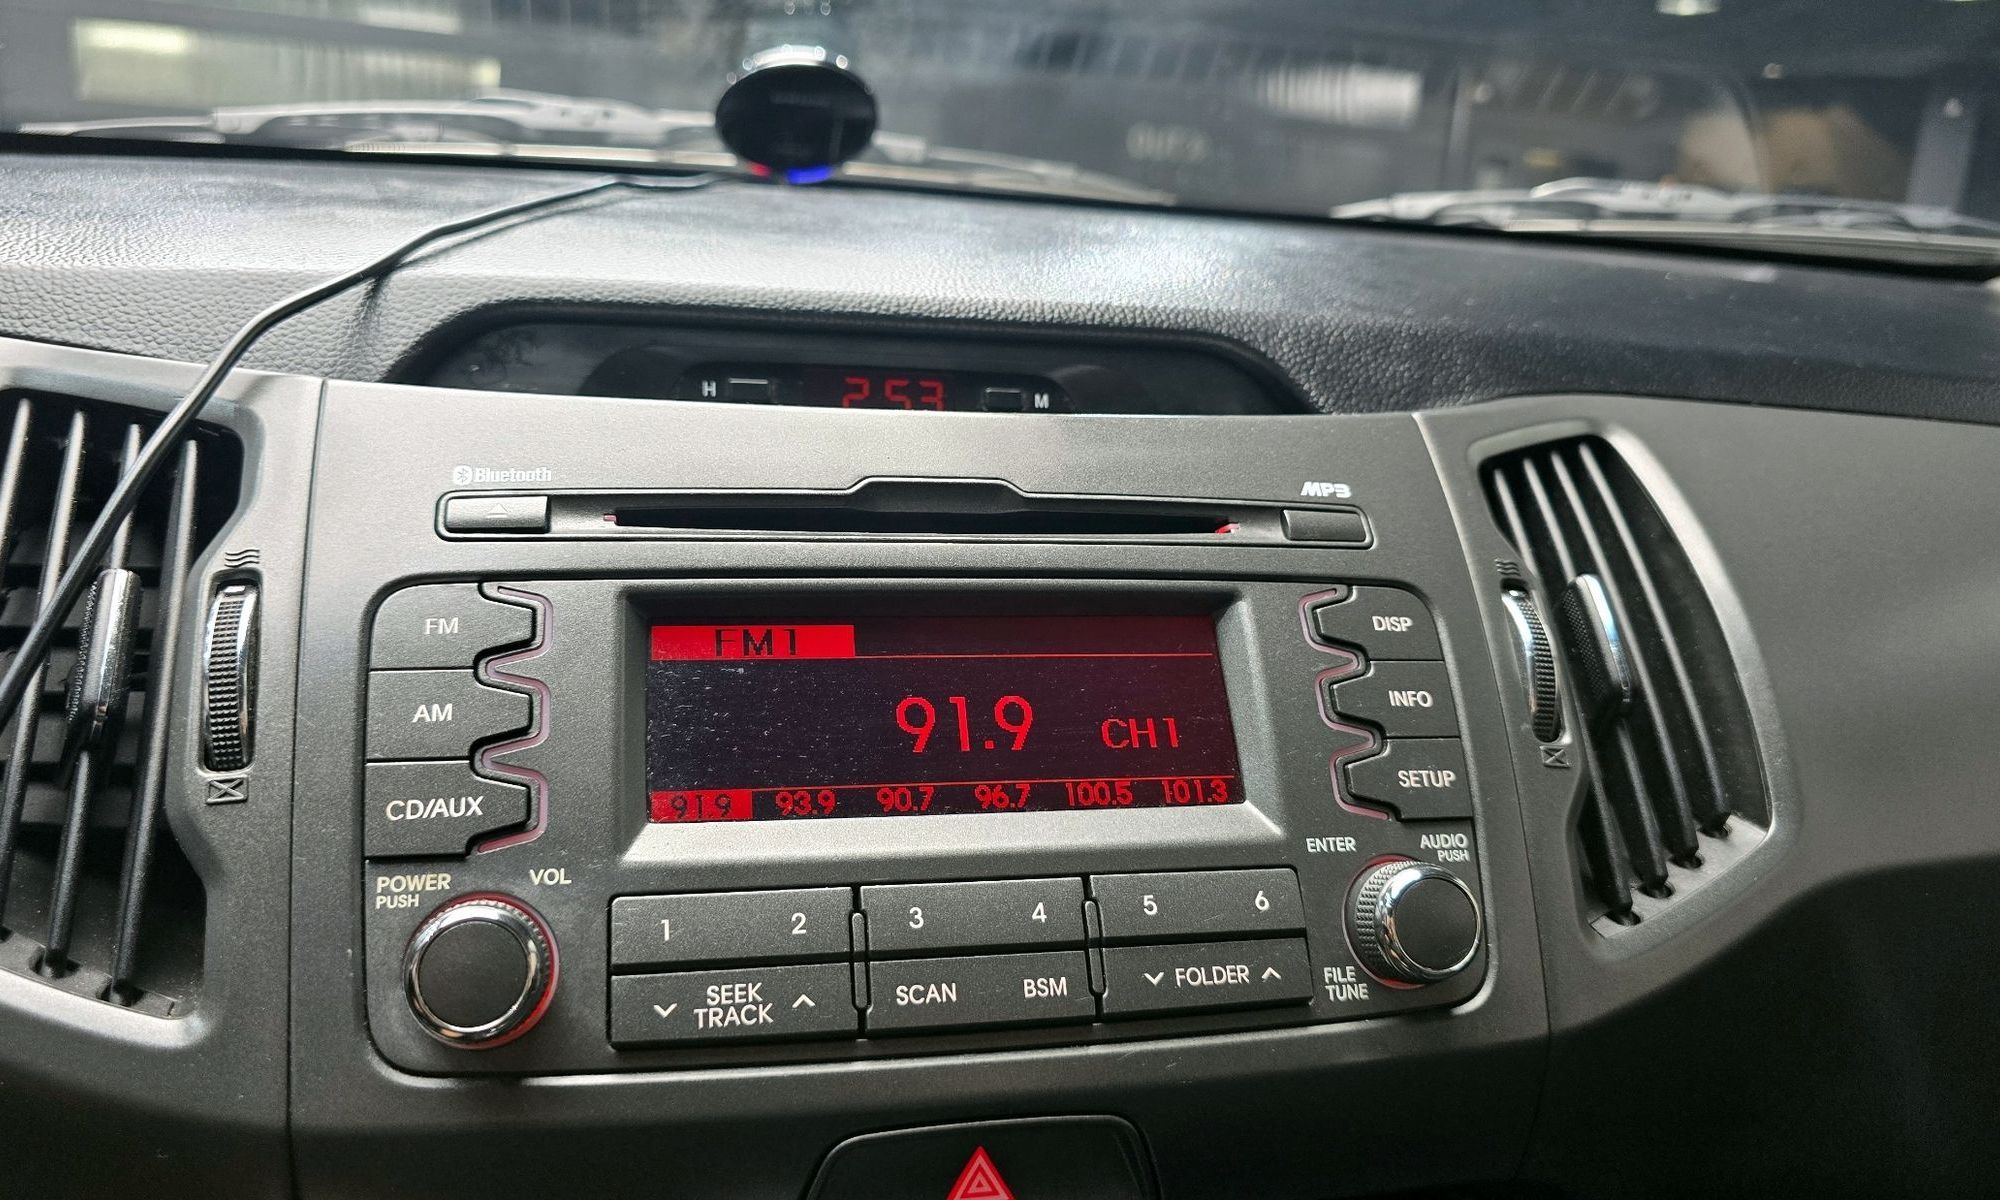 H 2:53 M
Bluetooth
MP3
FM
FM1
DISP
AM
91.9 CH1
INFO
CD/AUX
91.9 93.9 90.7 96.7 100.5 101.3
SETUP
POWER
PUSH
VOL
ENTER
AUDIO
PUSH
1 2 3 4 5 6
SEEK
TRACK
SCAN BSM
FOLDER
FILE
TUNE